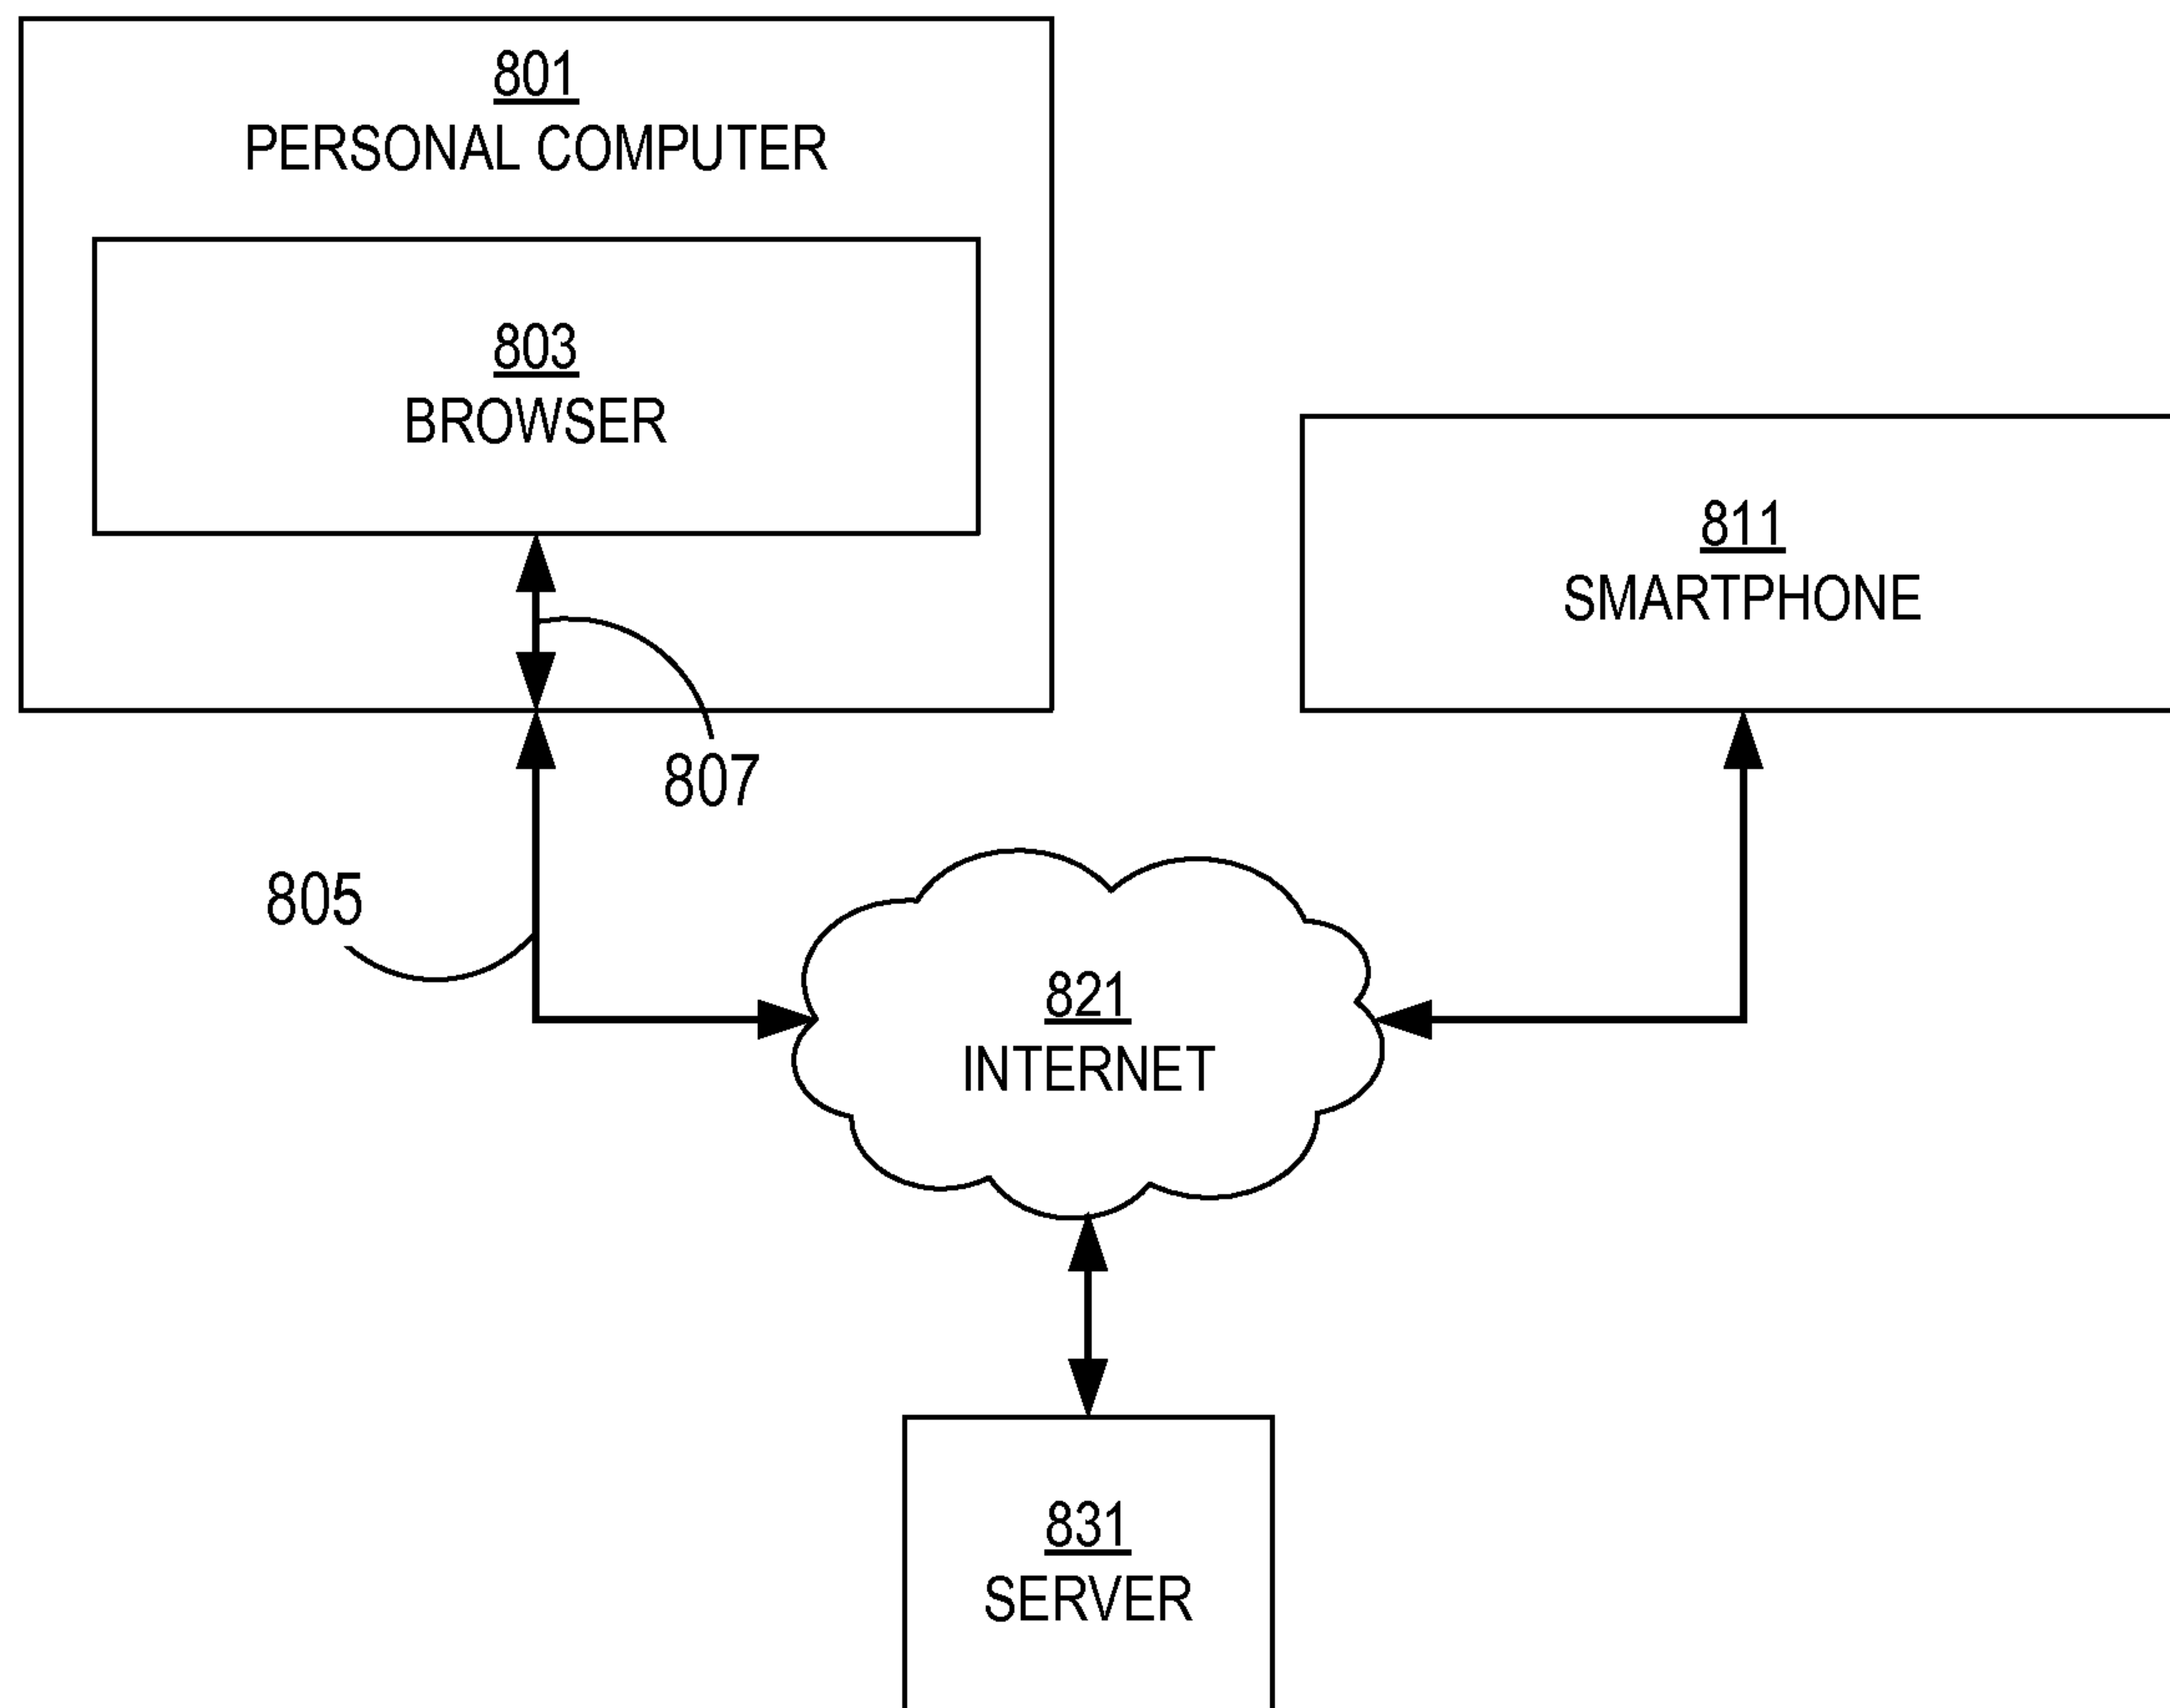 801
PERSONAL COMPUTER
803
BROWSER
811
SMARTPHONE
807
805
821
INTERNET
831
SERVER